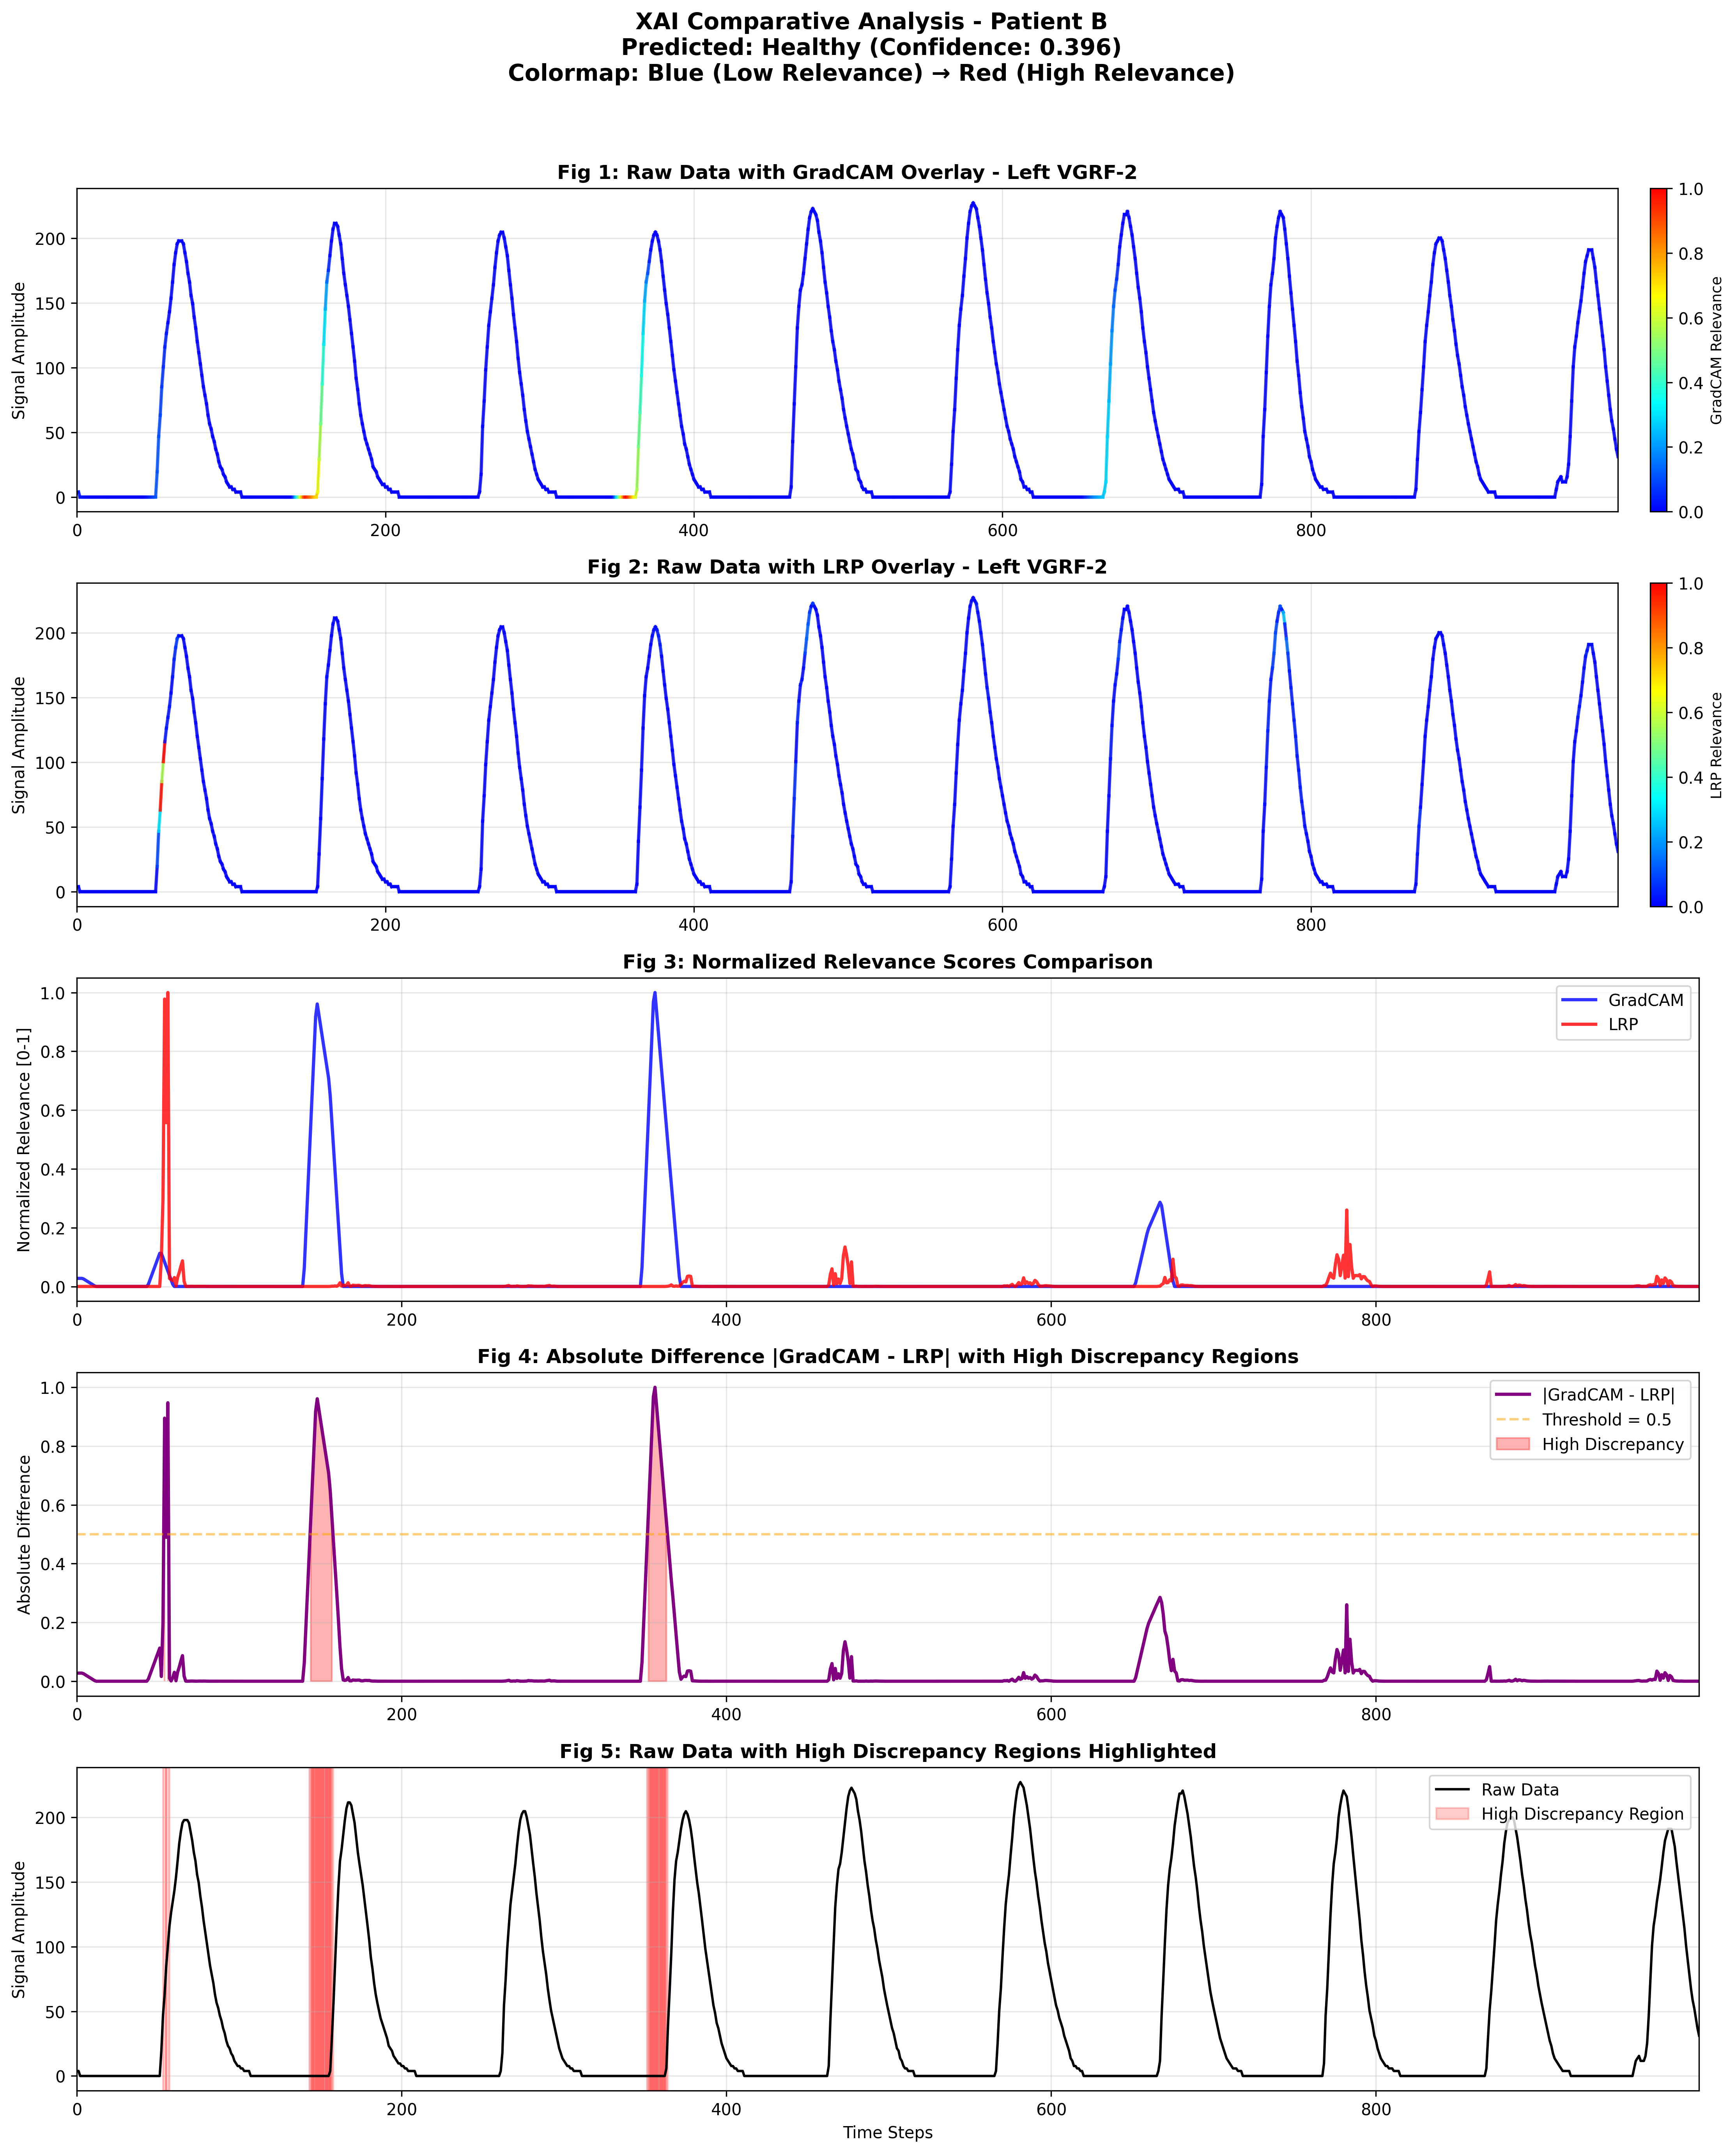 XAI Comparative Analysis - Patient B
Predicted: Healthy (Confidence: 0.396)
Colormap: Blue (Low Relevance) → Red (High Relevance)
Fig 1: Raw Data with GradCAM Overlay - Left VGRF-2
Signal Amplitude
200
150
100
50
0
0
200
400
600
800
1.0
0.8
0.6
0.4
0.2
0.0
GradCAM Relevance
Fig 2: Raw Data with LRP Overlay - Left VGRF-2
Signal Amplitude
200
150
100
50
0
0
200
400
600
800
1.0
0.8
0.6
0.4
0.2
0.0
LRP Relevance
Fig 3: Normalized Relevance Scores Comparison
Normalized Relevance [0-1]
1.0
0.8
0.6
0.4
0.2
0.0
GradCAM
LRP
0
200
400
600
800
Fig 4: Absolute Difference |GradCAM - LRP| with High Discrepancy Regions
Absolute Difference
1.0
0.8
0.6
0.4
0.2
0.0
|GradCAM - LRP|
Threshold = 0.5
High Discrepancy
0
200
400
600
800
Fig 5: Raw Data with High Discrepancy Regions Highlighted
Signal Amplitude
200
150
100
50
0
Raw Data
High Discrepancy Region
0
200
400
600
800
Time Steps